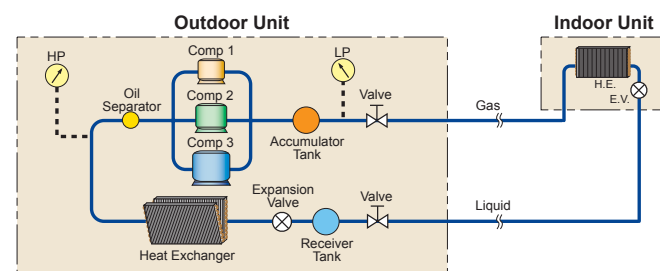 Outdoor Unit
Indoor Unit
HP
Comp 1
LP
Oil
Separator
Comp 2
Valve
Gas
H.E.
E.V.
Comp 3
Accumulator
Tank
Expansion
Valve
Valve
Liquid
Heat Exchanger
Receiver
Tank